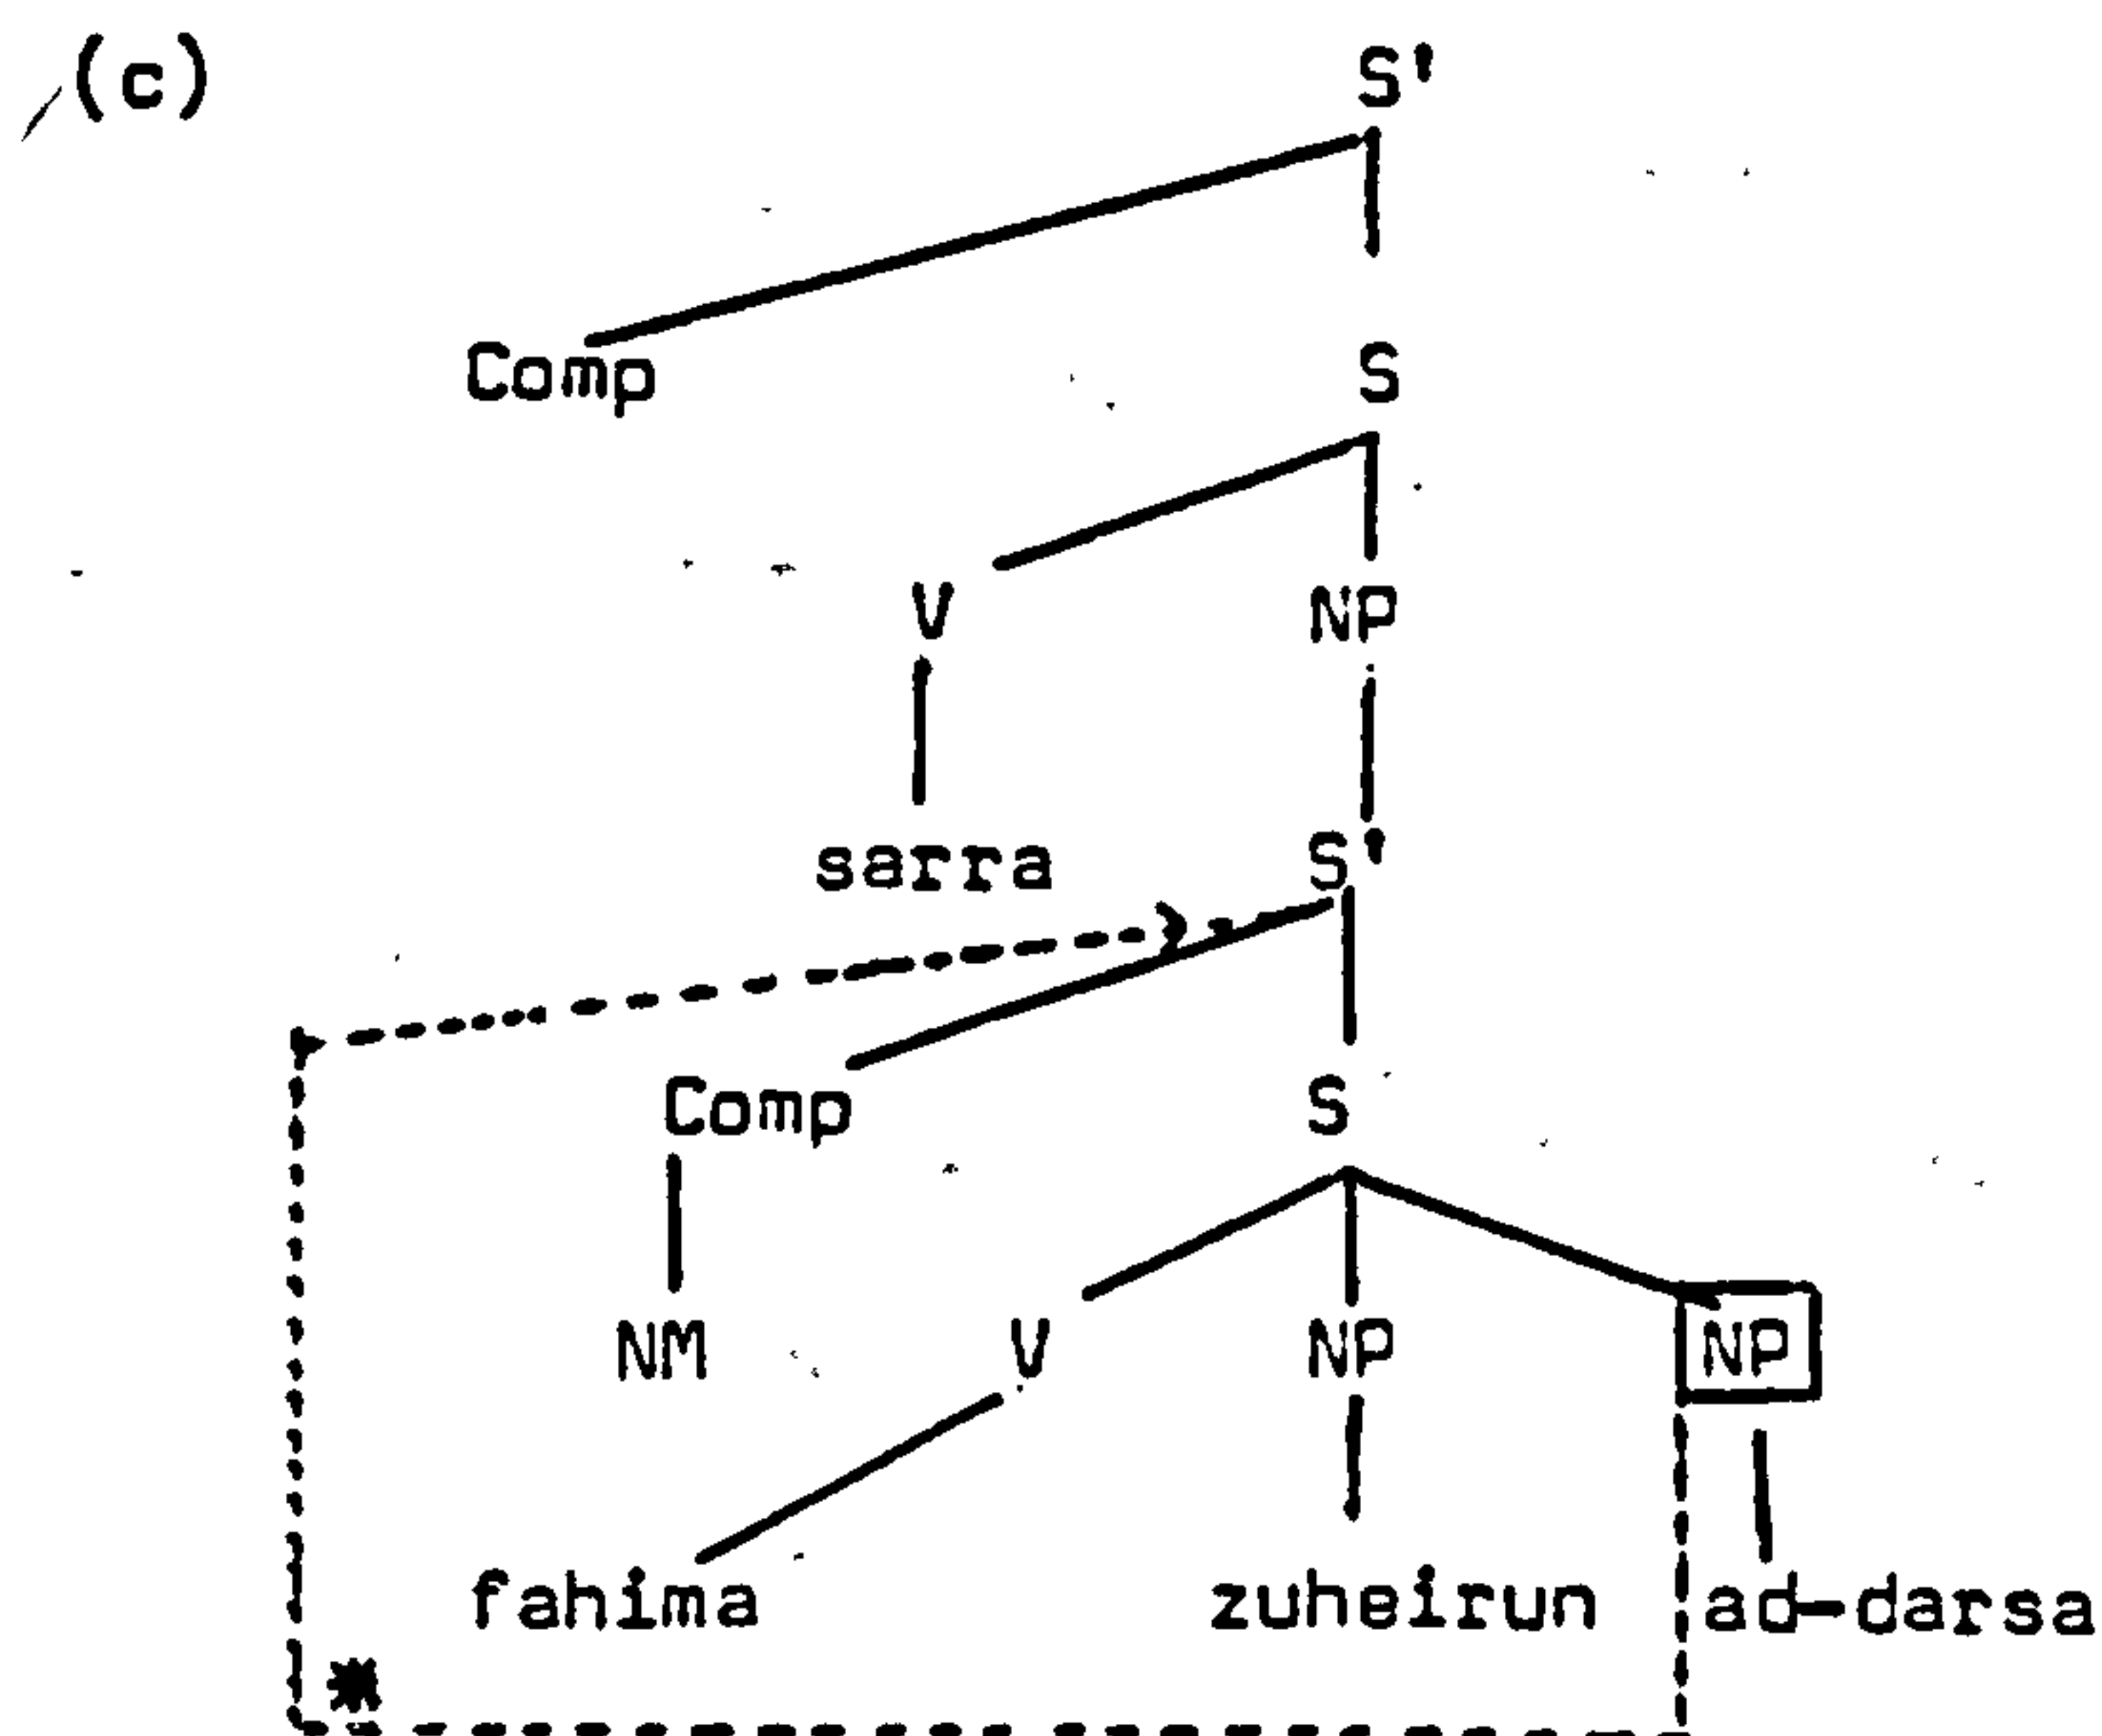 (c) S'
Comp S
V NP
sarra S'
Comp S
NM V NP NP
fahima zuheirun ad-darsa
*